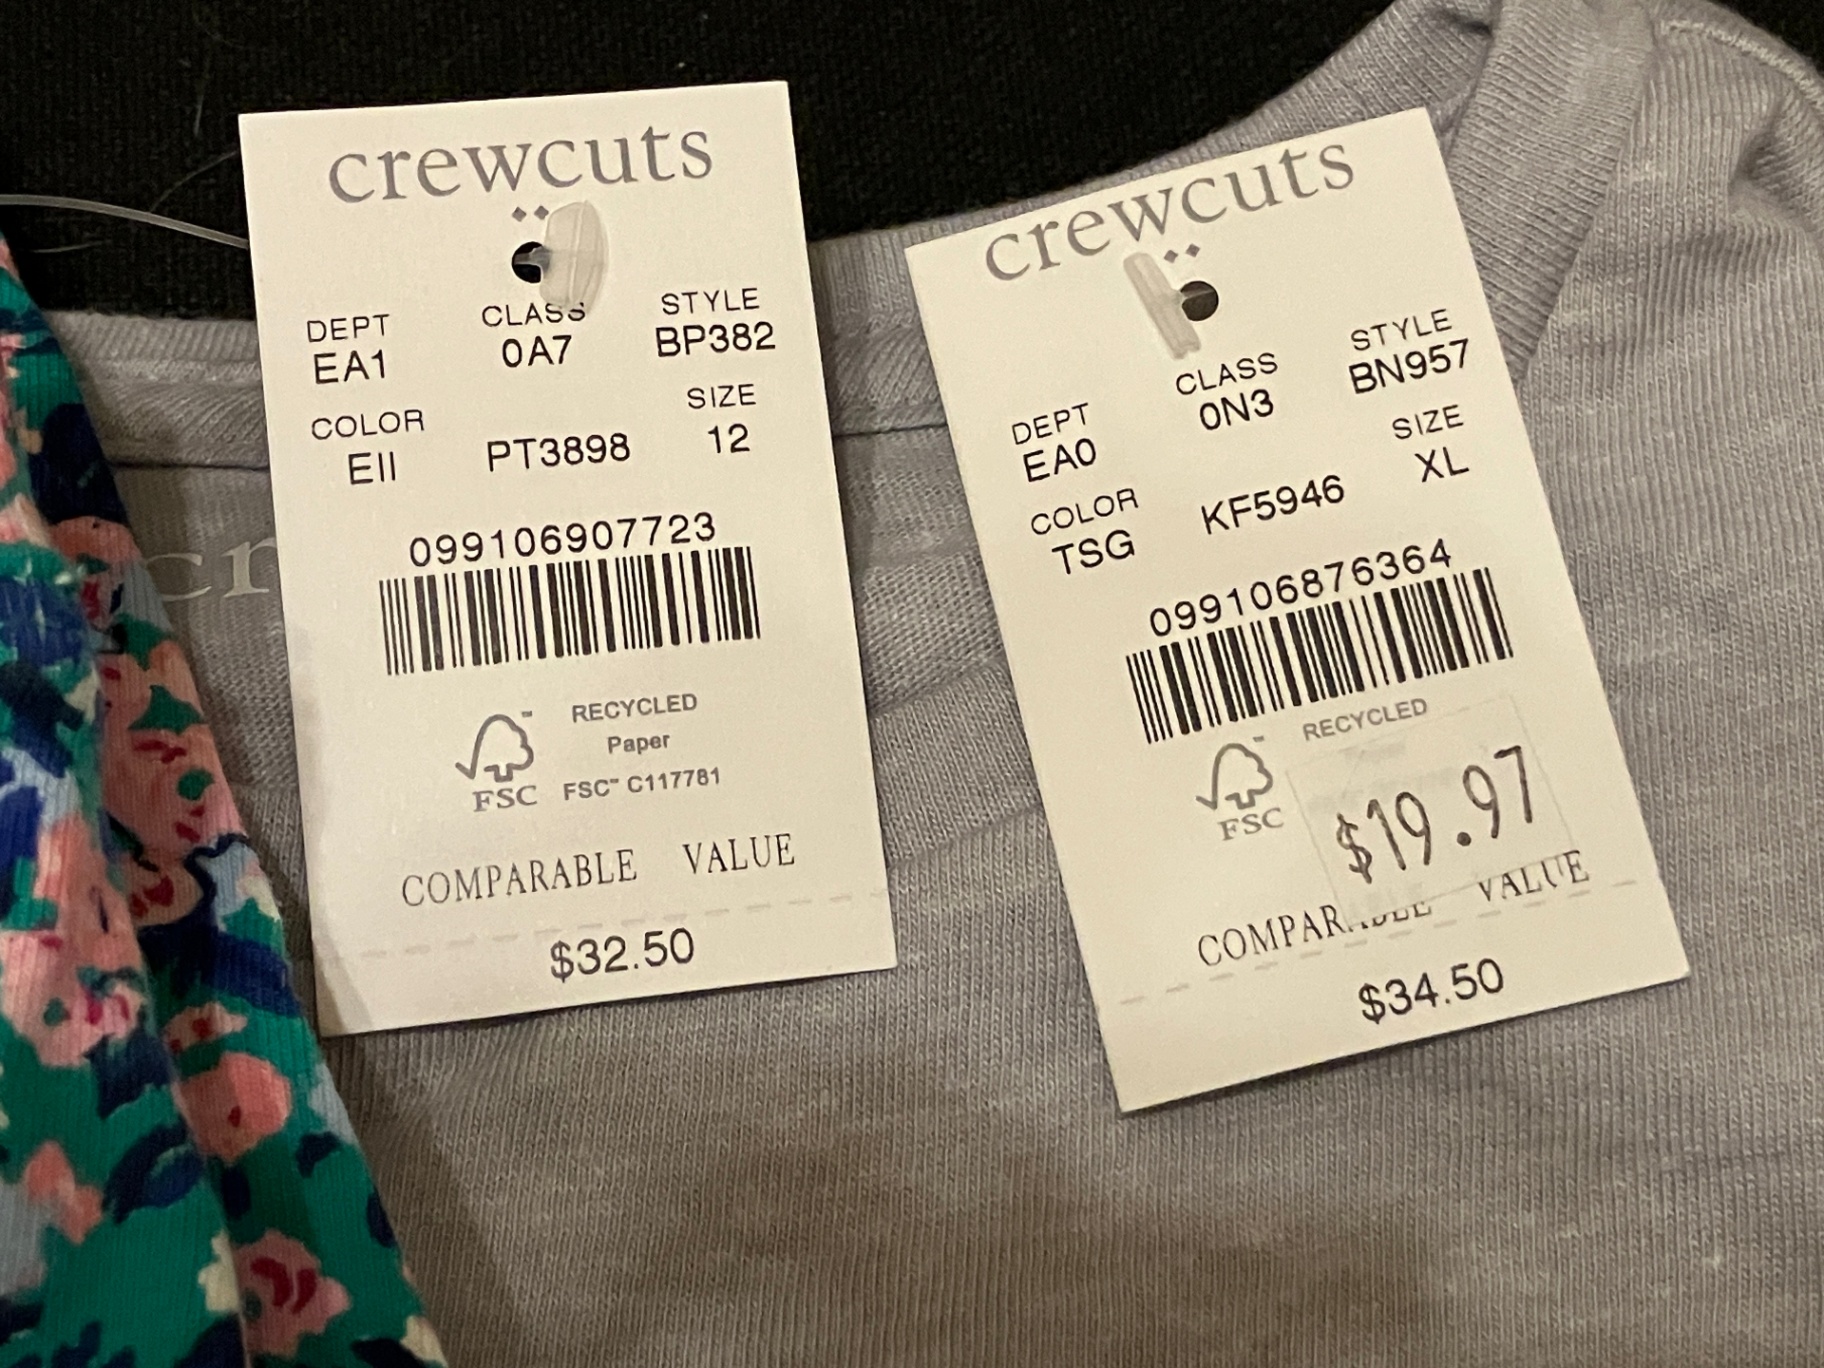 crewcuts
DEPT CLASS STYLE
EA1 0A7 BP382
COLOR SIZE
EII PT3898 12
099106907723
RECYCLED
Paper
FSC™ C117781
FSC
COMPARABLE VALUE
$32.50
crewcuts
DEPT CLASS STYLE
EA0 0N3 BN957
COLOR SIZE
TSG KF5946 XL
099106876364
RECYCLED
FSC
$19.97
COMPARABLE VALUE
$34.50
cr